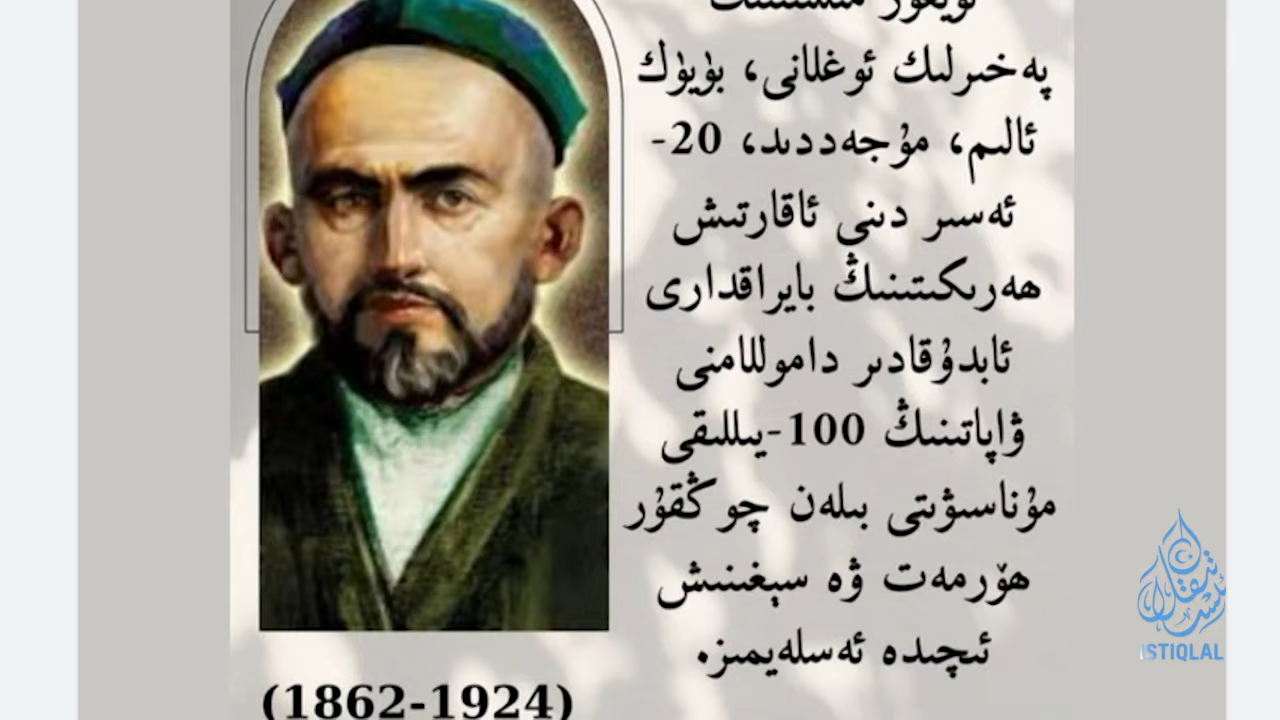 پەخىرلىك ئوغلانى، بۈيۈك
ئالىم، مۇجەددىد، 20-
ئەسىر دىنى ئاقارتىش
ھەرىكىتىنىڭ بايراقدارى
ئابدۇقادىر داموللامنى
ۋاپاتىنىڭ 100-يىللىقى
مۇناسىۋىتى بىلەن چوڭقۇر
ھۆرمەت ۋە سېغىنىش
ئىچىدە ئەسلەيمىز.
(1862-1924)
ISTIQLAL